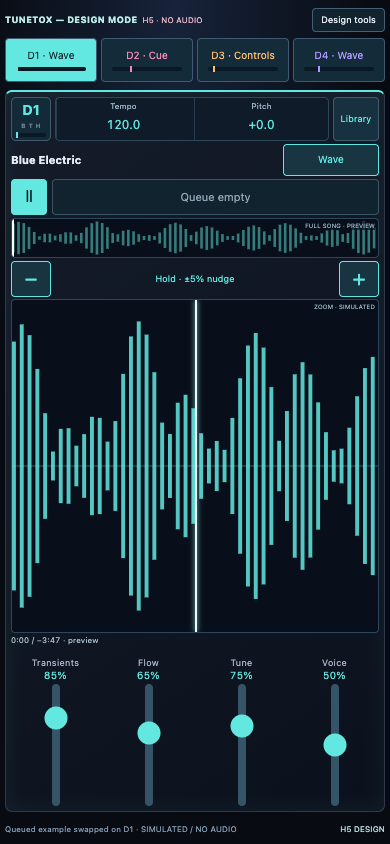 TUNETOX – DESIGN MODE H5 · NO AUDIO
Design tools
D1 · Wave
D2 · Cue
D3 · Controls
D4 · Wave
D1
B T H
Tempo
120.0
Pitch
+0.0
Library
Blue Electric
Wave
Queue empty
FULL SONG · PREVIEW
−
Hold · ±5% nudge
+
ZOOM · SIMULATED
0:00 / −3:47 · preview
Transients
85%
Flow
65%
Tune
75%
Voice
50%
Queued example swapped on D1 · SIMULATED / NO AUDIO
H5 DESIGN